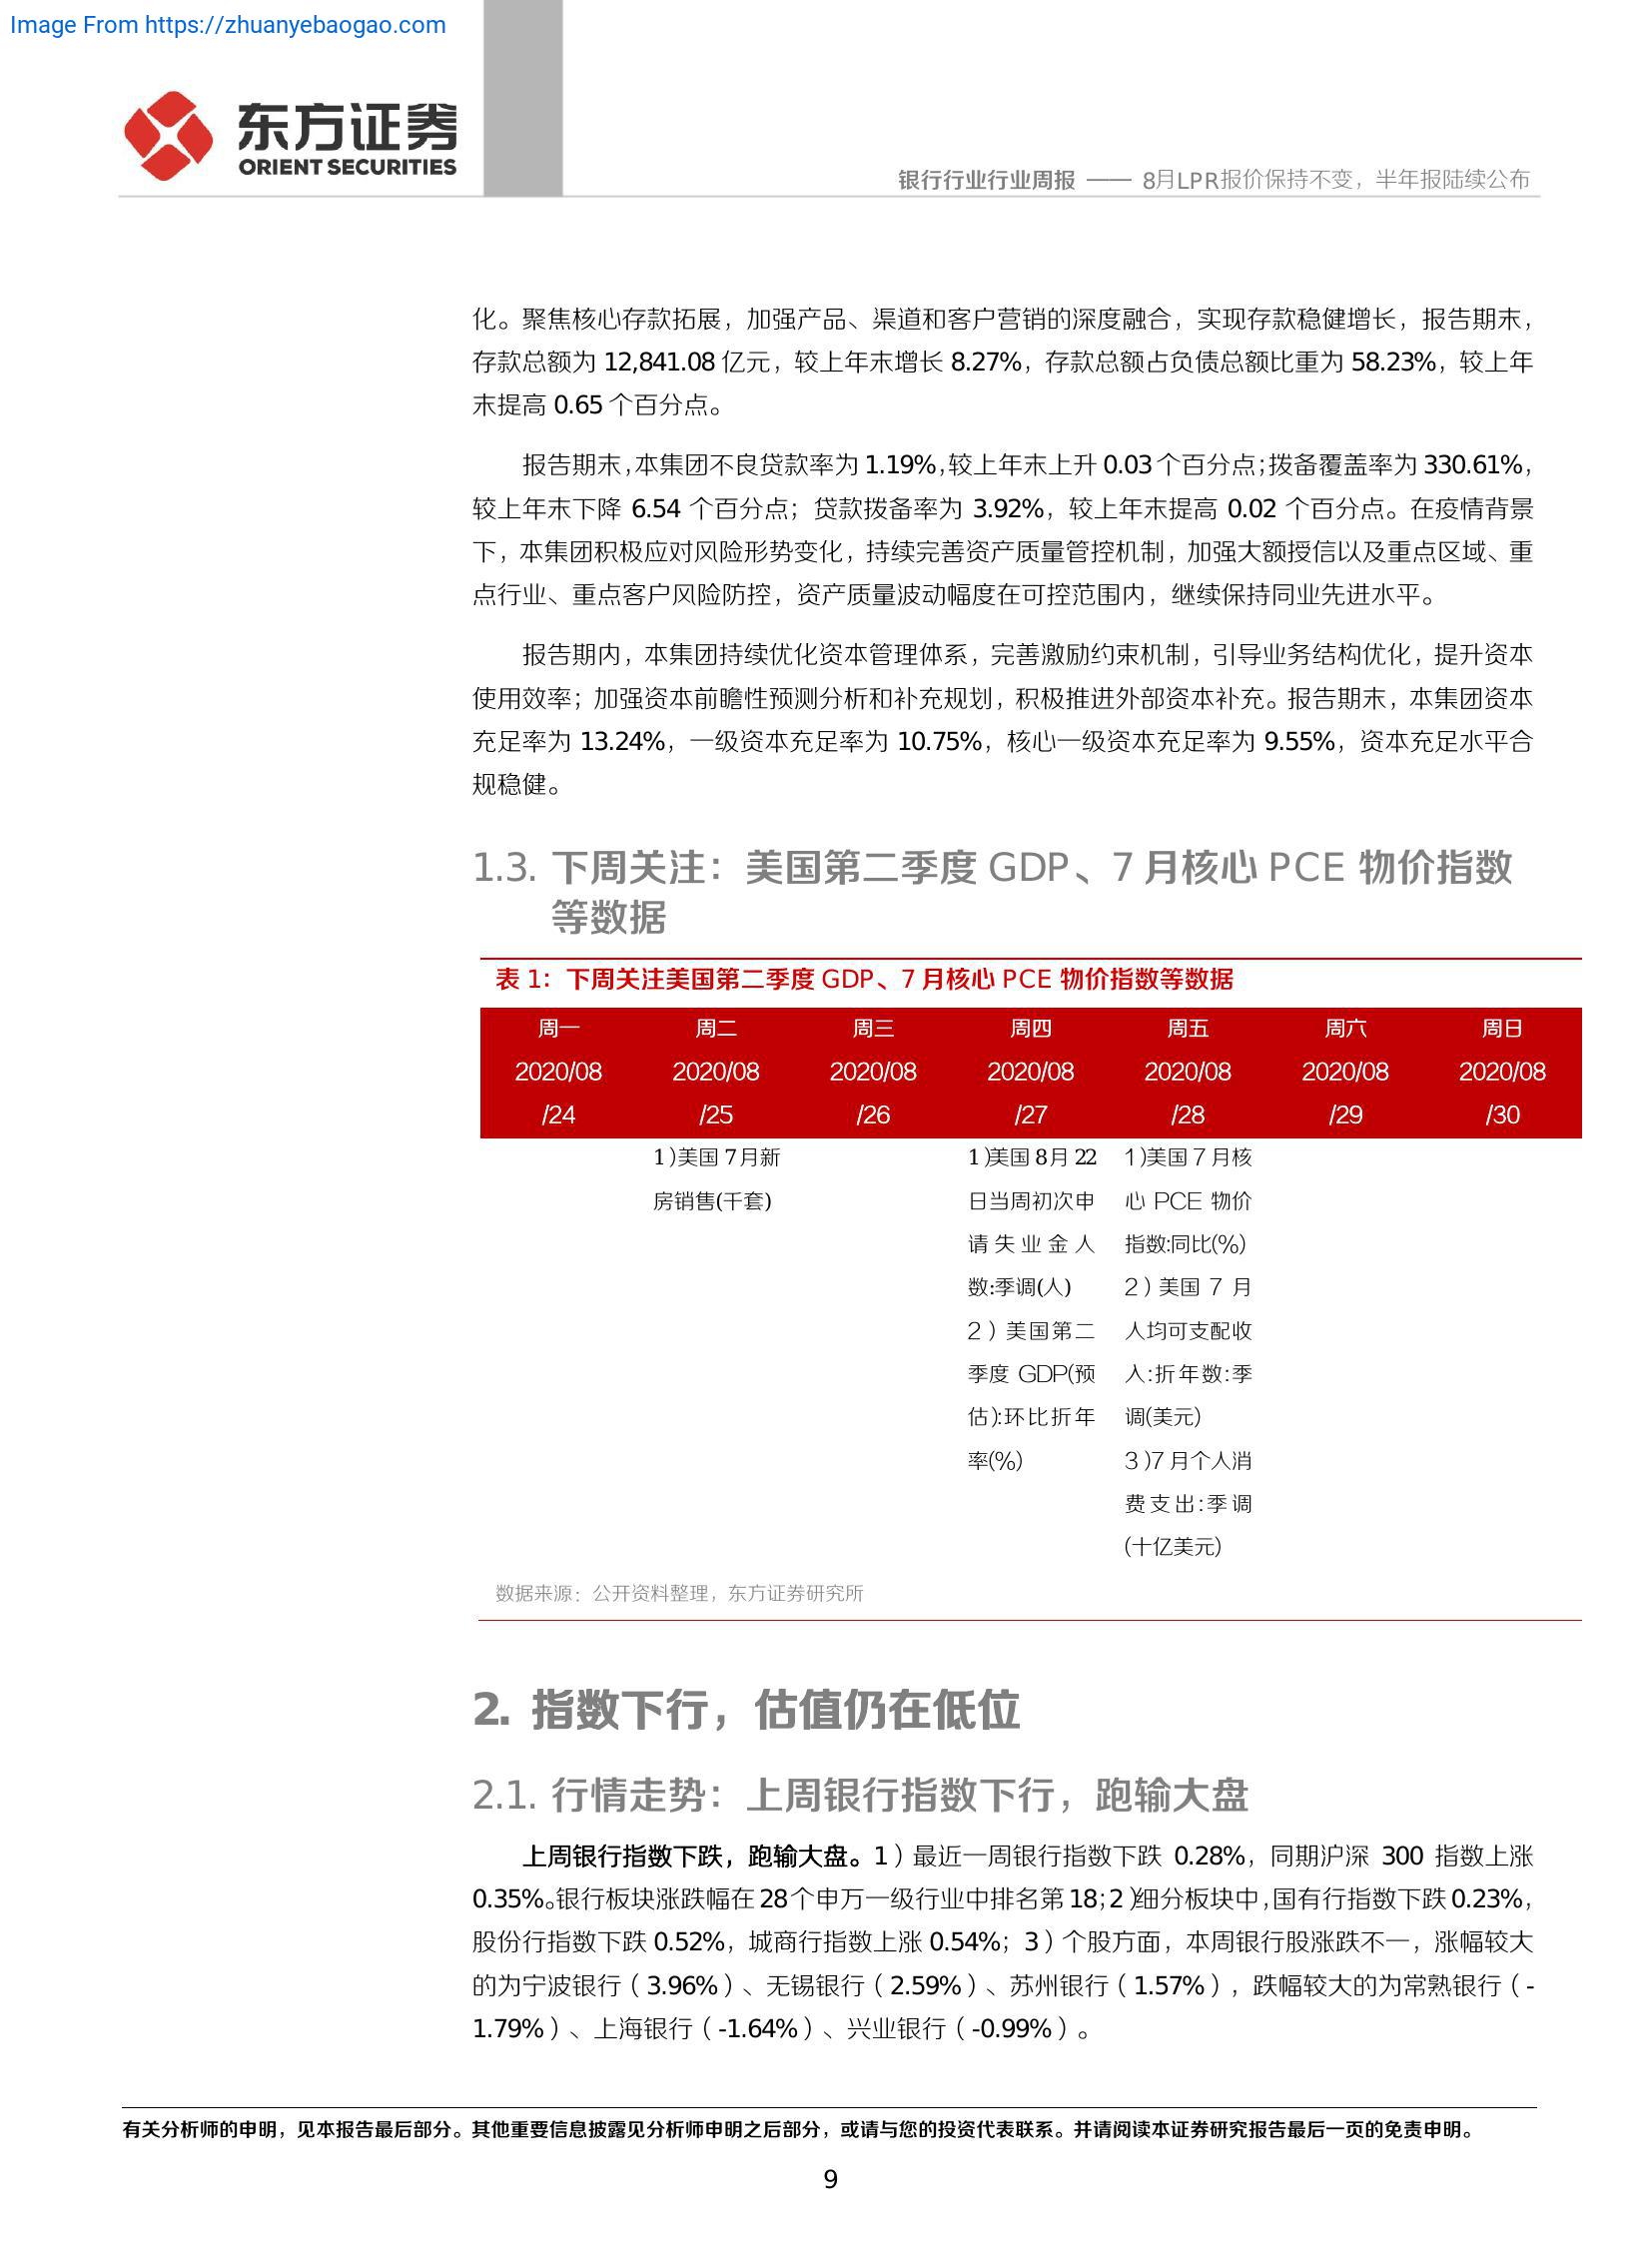 Image From https://zhuanyebaogao.com
东方证券
ORIENT SECURITIES
银行行业行业周报 —— 8月LPR报价保持不变，半年报陆续公布
化。聚焦核心存款拓展，加强产品、渠道和客户营销的深度融合，实现存款稳健增长，报告期末，
存款总额为 12,841.08 亿元，较上年末增长 8.27%，存款总额占负债总额比重为 58.23%，较上年
末提高 0.65 个百分点。
报告期末，本集团不良贷款率为 1.19%，较上年末上升 0.03 个百分点；拨备覆盖率为 330.61%，
较上年末下降 6.54 个百分点；贷款拨备率为 3.92%，较上年末提高 0.02 个百分点。在疫情背景
下，本集团积极应对风险形势变化，持续完善资产质量管控机制，加强大额授信以及重点区域、重
点行业、重点客户风险防控，资产质量波动幅度在可控范围内，继续保持同业先进水平。
报告期内，本集团持续优化资本管理体系，完善激励约束机制，引导业务结构优化，提升资本
使用效率；加强资本前瞻性预测分析和补充规划，积极推进外部资本补充。报告期末，本集团资本
充足率为 13.24%，一级资本充足率为 10.75%，核心一级资本充足率为 9.55%，资本充足水平合
规稳健。
1.3. 下周关注：美国第二季度 GDP、7 月核心 PCE 物价指数
等数据
表 1：下周关注美国第二季度 GDP、7 月核心 PCE 物价指数等数据
周一 周二 周三 周四 周五 周六 周日
2020/08 2020/08 2020/08 2020/08 2020/08 2020/08 2020/08
/24 /25 /26 /27 /28 /29 /30
1）美国 7 月新
房销售(千套)
1）美国 8 月 22
日当周初次申
请失业金人
数:季调(人)
2）美国第二
季度 GDP(预
估):环比折年
率(%)
1）美国 7 月核
心 PCE 物价
指数:同比(%)
2）美国 7 月
人均可支配收
入:折年数:季
调(美元)
3）7 月个人消
费支出:季调
(十亿美元)
数据来源：公开资料整理，东方证券研究所
2. 指数下行，估值仍在低位
2.1. 行情走势：上周银行指数下行，跑输大盘
上周银行指数下跌，跑输大盘。1）最近一周银行指数下跌 0.28%，同期沪深 300 指数上涨
0.35%。银行板块涨跌幅在 28 个申万一级行业中排名第 18；2）细分板块中，国有行指数下跌 0.23%，
股份行指数下跌 0.52%，城商行指数上涨 0.54%；3）个股方面，本周银行股涨跌不一，涨幅较大
的为宁波银行（3.96%）、无锡银行（2.59%）、苏州银行（1.57%），跌幅较大的为常熟银行（-
1.79%）、上海银行（-1.64%）、兴业银行（-0.99%）。
有关分析师的申明，见本报告最后部分。其他重要信息披露见分析师申明之后部分，或请与您的投资代表联系。并请阅读本证券研究报告最后一页的免责申明。
9